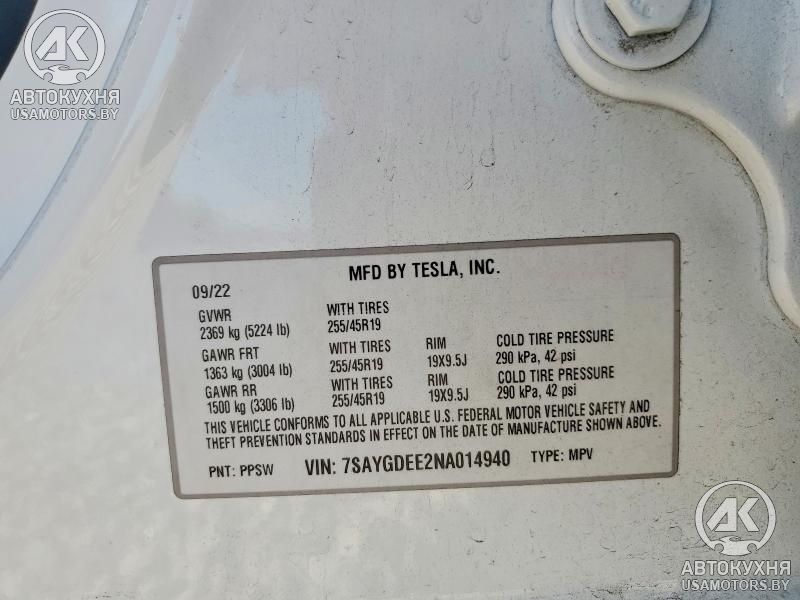 AK
АВТОКУХНЯ
USAMOTORS.BY
MFD BY TESLA, INC.
09/22
GVWR WITH TIRES
2369 kg (5224 lb) 255/45R19
GAWR FRT WITH TIRES RIM COLD TIRE PRESSURE
1363 kg (3004 lb) 255/45R19 19X9.5J 290 kPa, 42 psi
GAWR RR WITH TIRES RIM COLD TIRE PRESSURE
1500 kg (3306 lb) 255/45R19 19X9.5J 290 kPa, 42 psi
THIS VEHICLE CONFORMS TO ALL APPLICABLE U.S. FEDERAL MOTOR VEHICLE SAFETY AND
THEFT PREVENTION STANDARDS IN EFFECT ON THE DATE OF MANUFACTURE SHOWN ABOVE.
PNT: PPSW VIN: 7SAYGDEE2NA014940 TYPE: MPV
AK
АВТОКУХНЯ
USAMOTORS.BY